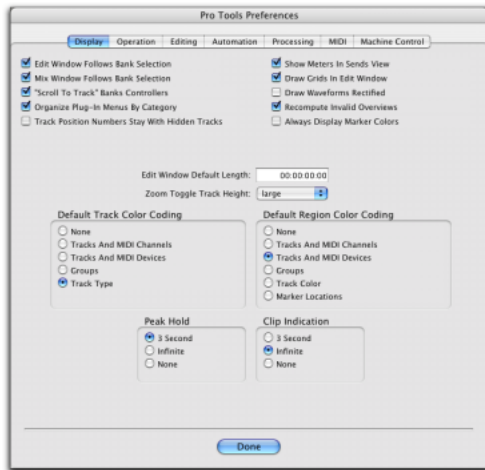 Pro Tools Preferences
Display Operation Editing Automation Processing MIDI Machine Control
Edit Window Follows Bank Selection
Mix Window Follows Bank Selection
"Scroll To Track" Banks Controllers
Organize Plug-In Menus By Category
Track Position Numbers Stay With Hidden Tracks
Show Meters In Sends View
Draw Grids In Edit Window
Draw Waveforms Rectified
Recompute Invalid Overviews
Always Display Marker Colors
Edit Window Default Length: 00:00:00:00
Zoom Toggle Track Height: large
Default Track Color Coding
None
Tracks And MIDI Channels
Tracks And MIDI Devices
Groups
Track Type
Default Region Color Coding
None
Tracks And MIDI Channels
Tracks And MIDI Devices
Groups
Track Color
Marker Locations
Peak Hold
3 Second
Infinite
None
Clip Indication
3 Second
Infinite
None
Done